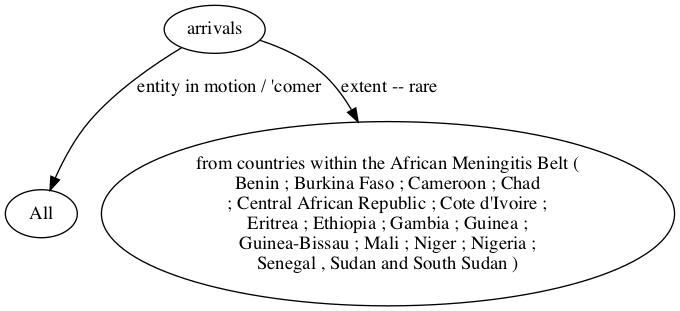 arrivals
entity in motion / 'comer
extent -- rare
All
from countries within the African Meningitis Belt (
Benin ; Burkina Faso ; Cameroon ; Chad
; Central African Republic ; Cote d'Ivoire ;
Eritrea ; Ethiopia ; Gambia ; Guinea ;
Guinea-Bissau ; Mali ; Niger ; Nigeria ;
Senegal , Sudan and South Sudan )